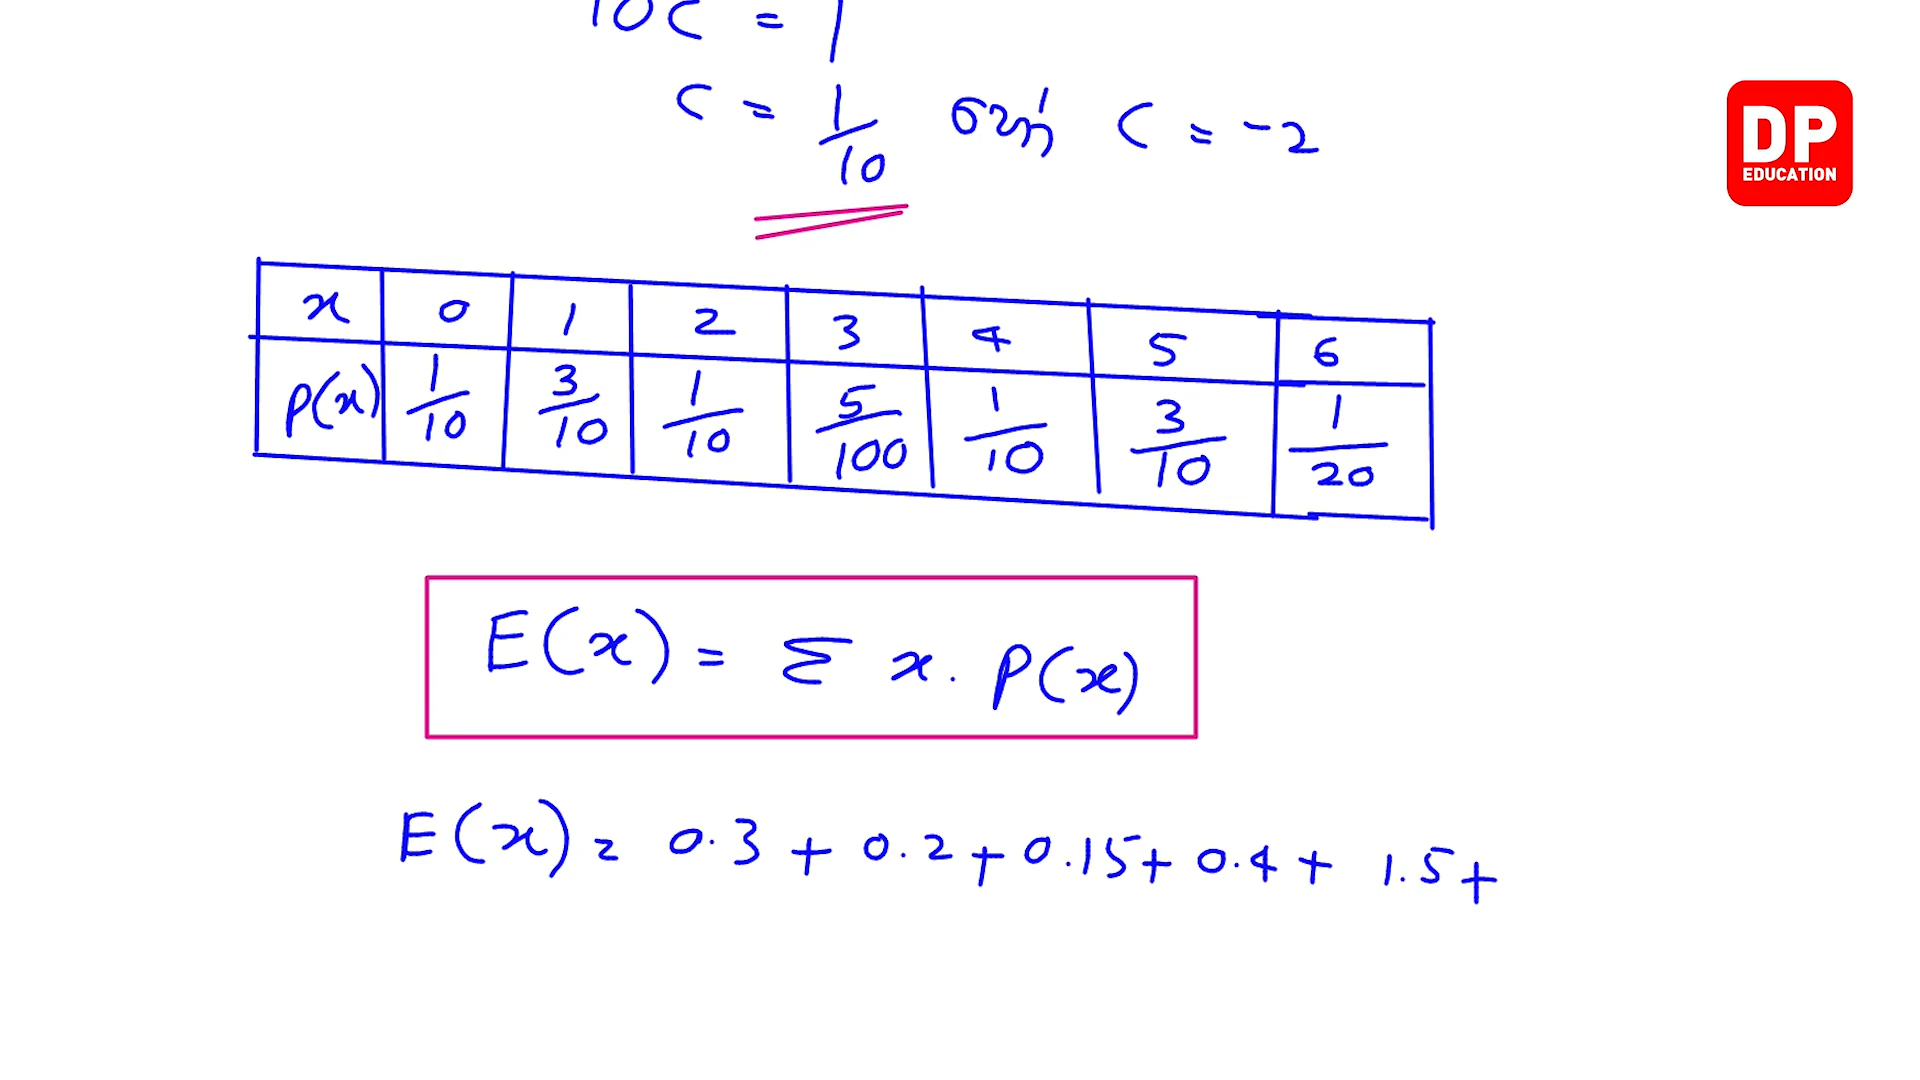 10C = 1
C = 1/10 හෝ C = -2
DP
EDUCATION
x 0 1 2 3 4 5 6
P(x) 1/10 3/10 1/10 5/100 1/10 3/10 1/20
E(x) = Σ x . P(x)
E(x) = 0.3 + 0.2 + 0.15 + 0.4 + 1.5 +